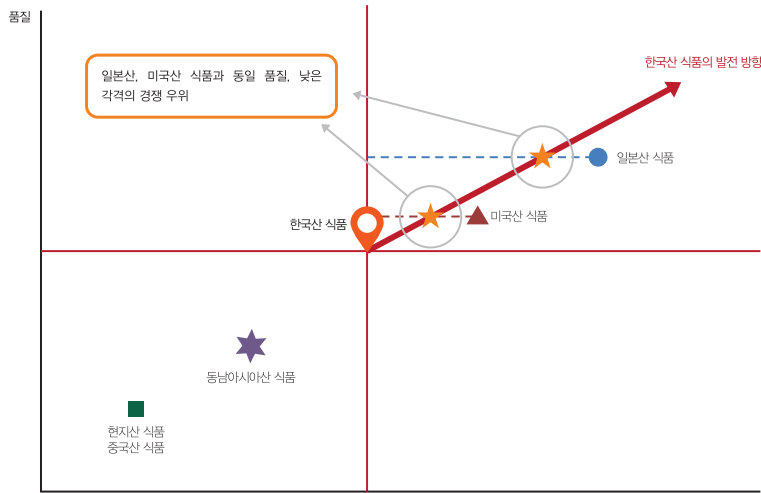 품질
한국산 식품의 발전 방향
일본산, 미국산 식품과 동일 품질, 낮은
각격의 경쟁 우위
일본산 식품
미국산 식품
한국산 식품
동남아시아산 식품
현지산 식품
중국산 식품